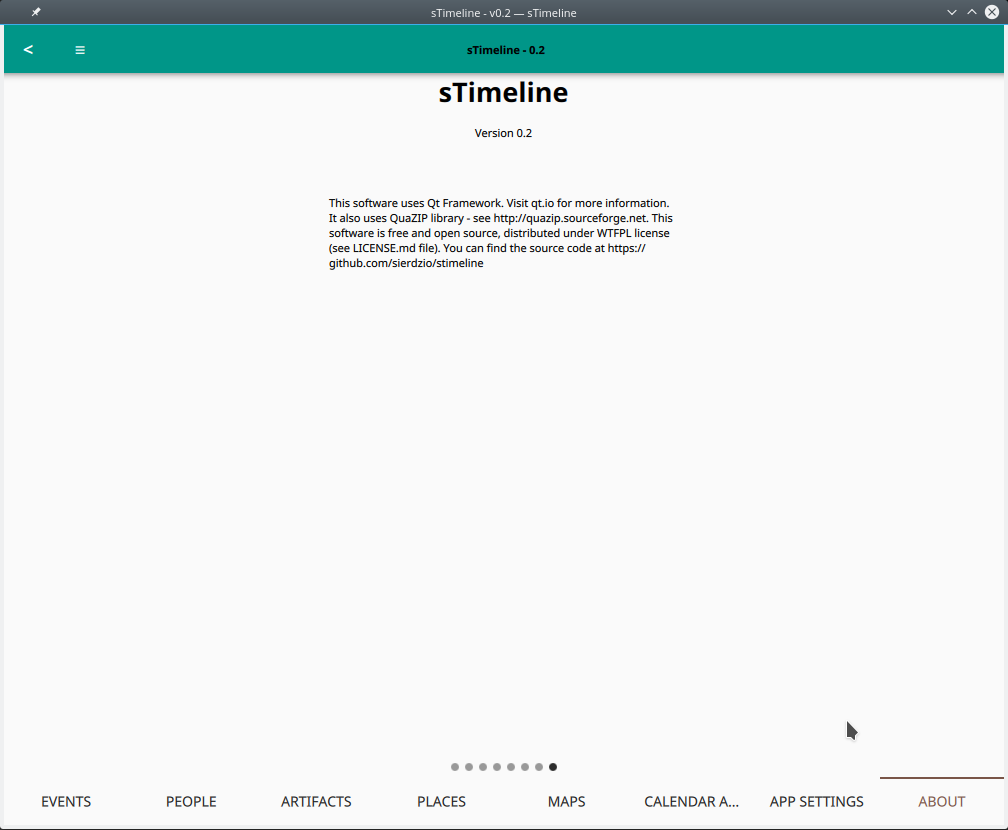 sTimeline - v0.2 — sTimeline
< ≡ sTimeline - 0.2
sTimeline
Version 0.2
This software uses Qt Framework. Visit qt.io for more information.
It also uses QuaZIP library - see http://quazip.sourceforge.net. This
software is free and open source, distributed under WTFPL license
(see LICENSE.md file). You can find the source code at https://
github.com/sierdzio/stimeline
EVENTS PEOPLE ARTIFACTS PLACES MAPS CALENDAR A... APP SETTINGS ABOUT